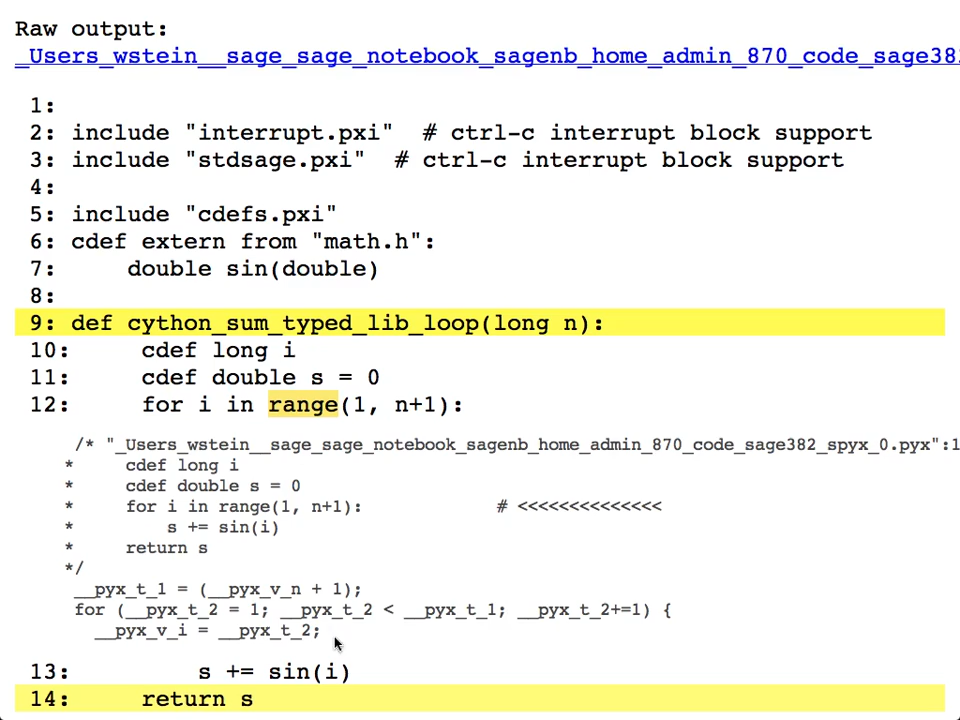 Raw output:
_Users_wstein__sage_sage_notebook_sagenb_home_admin_870_code_sage38
1:
2: include "interrupt.pxi"  # ctrl-c interrupt block support
3: include "stdsage.pxi"  # ctrl-c interrupt block support
4:
5: include "cdefs.pxi"
6: cdef extern from "math.h":
7:     double sin(double)
8:
9: def cython_sum_typed_lib_loop(long n):
10:     cdef long i
11:     cdef double s = 0
12:     for i in range(1, n+1):
/* "_Users_wstein__sage_sage_notebook_sagenb_home_admin_870_code_sage382_spyx_0.pyx":1
*     cdef long i
*     cdef double s = 0
*     for i in range(1, n+1):             # <<<<<<<<<<<<<<
*         s += sin(i)
*     return s
*/
__pyx_t_1 = (__pyx_v_n + 1);
for (__pyx_t_2 = 1; __pyx_t_2 < __pyx_t_1; __pyx_t_2+=1) {
__pyx_v_i = __pyx_t_2;
13:         s += sin(i)
14:     return s